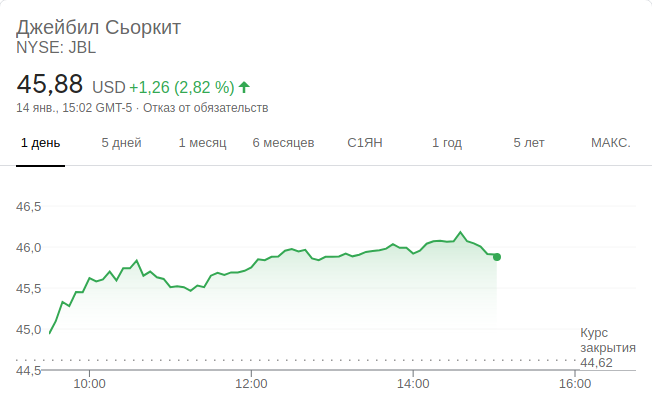 Джейбил Сьоркит
NYSE: JBL
45,88 USD +1,26 (2,82 %)
14 янв., 15:02 GMT-5 · Отказ от обязательств
1 день 5 дней 1 месяц 6 месяцев С1ЯН 1 год 5 лет МАКС.
46,5
46,0
45,5
45,0
Курс
закрытия
44,62
44,5
10:00 12:00 14:00 16:00